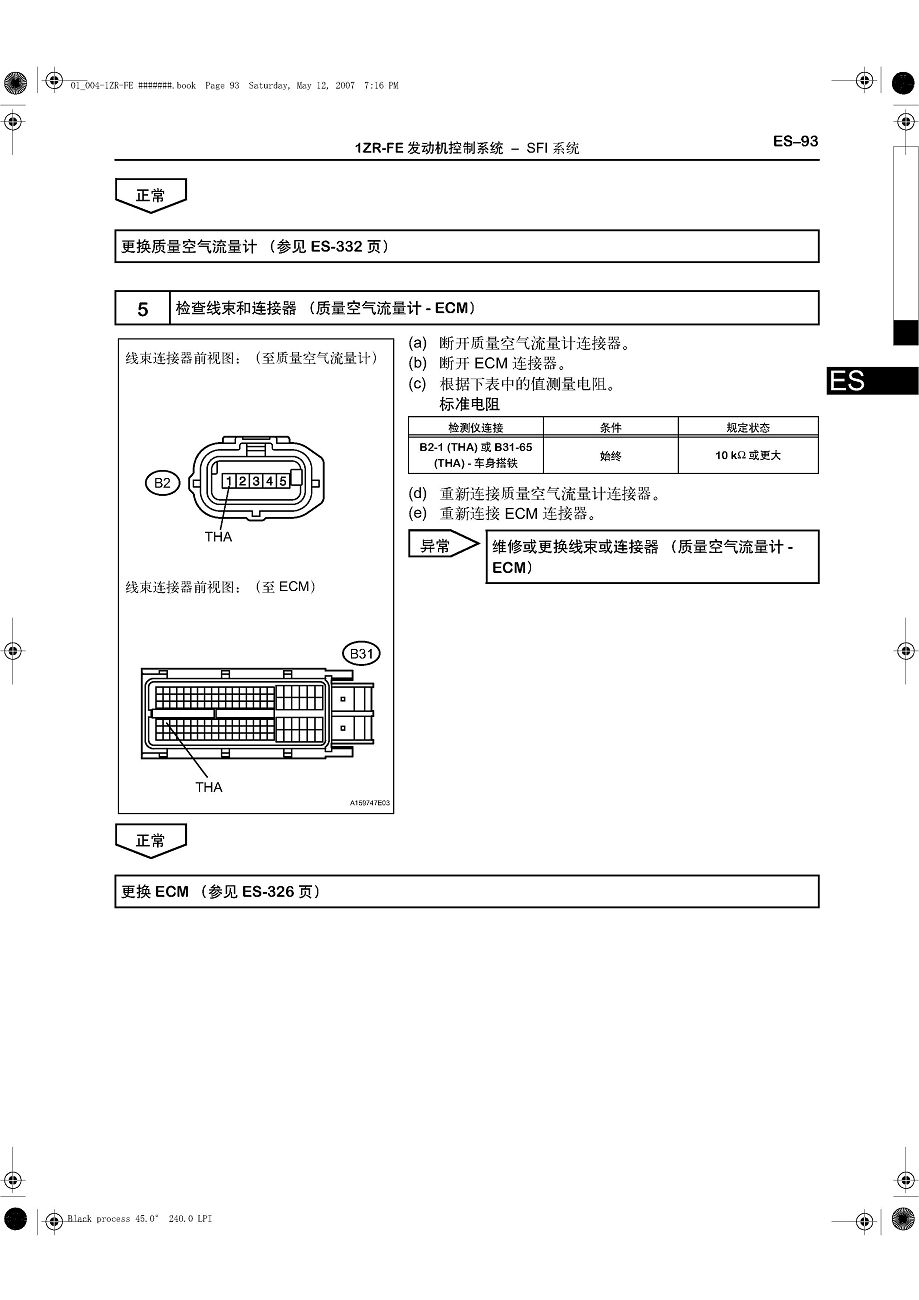 01_004-1ZR-FE #######.book Page 93 Saturday, May 12, 2007 7:16 PM
1ZR-FE 发动机控制系统 – SFI 系统
ES–93
正常
更换质量空气流量计 （参见 ES-332 页）
5 检查线束和连接器 （质量空气流量计 - ECM）
线束连接器前视图：（至质量空气流量计）
B2
1 2 3 4 5
THA
线束连接器前视图：（至 ECM）
B31
THA
A159747E03
(a) 断开质量空气流量计连接器。
(b) 断开 ECM 连接器。
(c) 根据下表中的值测量电阻。
标准电阻
检测仪连接 条件 规定状态
B2-1 (THA) 或 B31-65
(THA) - 车身搭铁 始终 10 kΩ 或更大
(d) 重新连接质量空气流量计连接器。
(e) 重新连接 ECM 连接器。
异常
维修或更换线束或连接器 （质量空气流量计 -
ECM）
ES
正常
更换 ECM （参见 ES-326 页）
Black process 45.0° 240.0 LPI